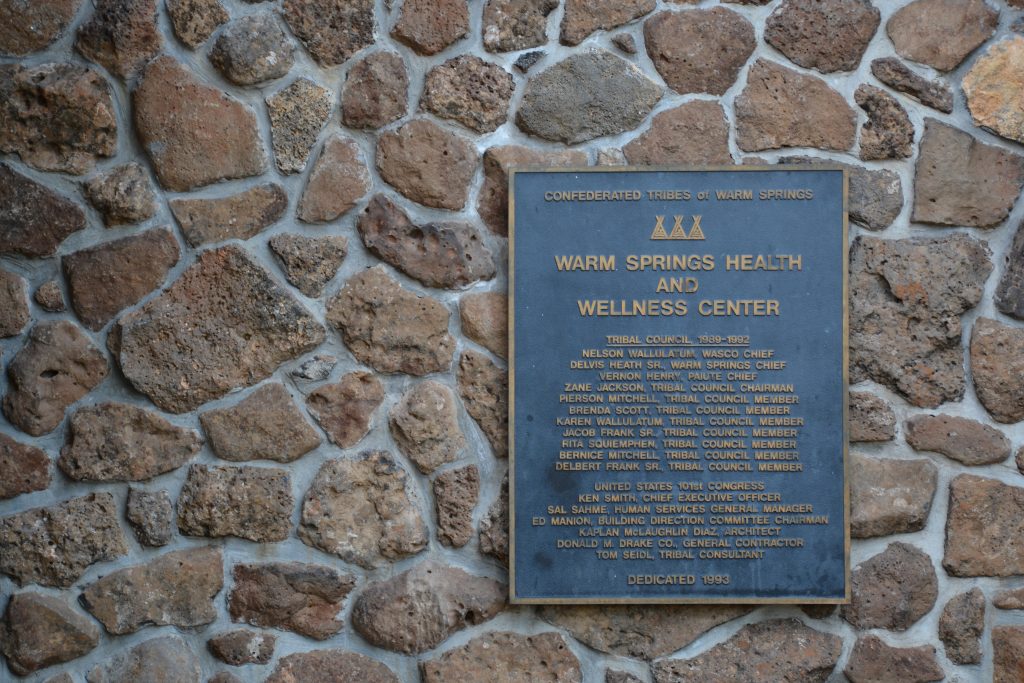 CONFEDERATED TRIBES of WARM SPRINGS
WARM SPRINGS HEALTH
AND
WELLNESS CENTER
TRIBAL COUNCIL, 1989-1992
NELSON WALLULATUM, WASCO CHIEF
DELVIS HEATH SR., WARM SPRINGS CHIEF
VERNON HENRY, PAIUTE CHIEF
ZANE JACKSON, TRIBAL COUNCIL CHAIRMAN
PIERSON MITCHELL, TRIBAL COUNCIL MEMBER
BRENDA SCOTT, TRIBAL COUNCIL MEMBER
KAREN WALLULATUM, TRIBAL COUNCIL MEMBER
JACOB FRANK SR., TRIBAL COUNCIL MEMBER
RITA SQUIEMPHEN, TRIBAL COUNCIL MEMBER
BERNICE MITCHELL, TRIBAL COUNCIL MEMBER
DELBERT FRANK SR., TRIBAL COUNCIL MEMBER
UNITED STATES 101st CONGRESS
KEN SMITH, CHIEF EXECUTIVE OFFICER
SAL SAHME, HUMAN SERVICES GENERAL MANAGER
ED MANION, BUILDING DIRECTION COMMITTEE CHAIRMAN
KAPLAN McLAUGHLIN DIAZ, ARCHITECT
DONALD M. DRAKE CO., GENERAL CONTRACTOR
TOM SEIDL, TRIBAL CONSULTANT
DEDICATED 1993